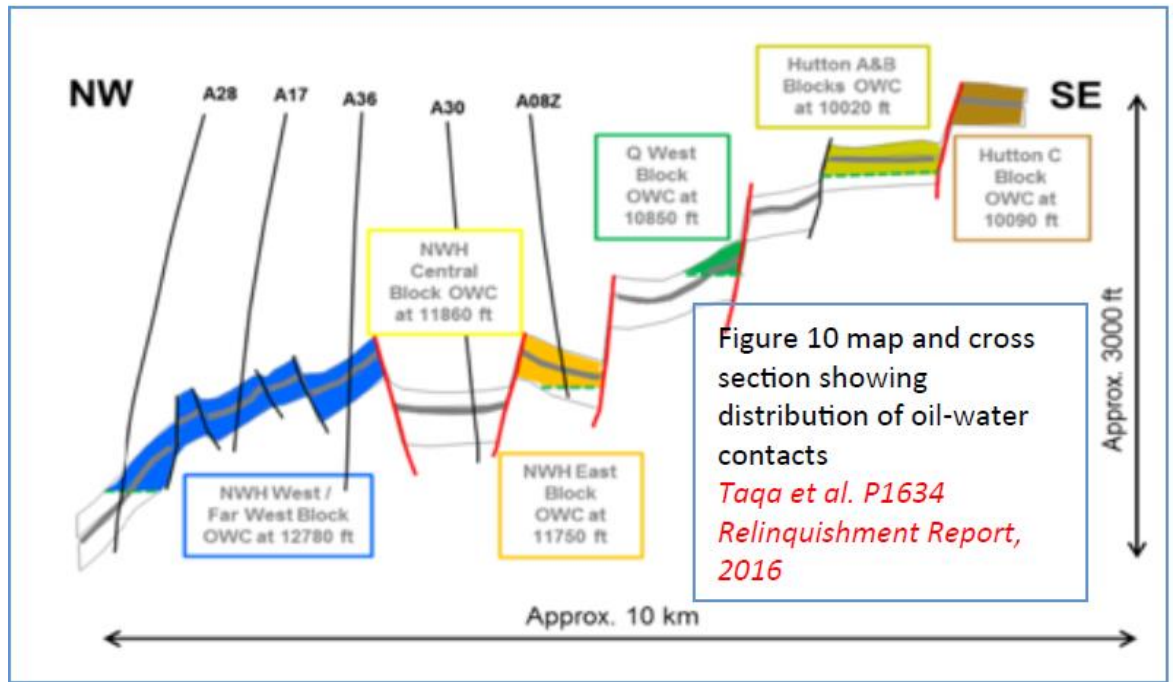 NW
A28
A17
A36
A30
A08Z
SE
Hutton A&B
Blocks OWC
at 10020 ft
Q West
Block
OWC at
10850 ft
Hutton C
Block
OWC at
10090 ft
NWH
Central
Block OWC
at 11860 ft
NWH West /
Far West Block
OWC at 12780 ft
NWH East
Block
OWC at
11750 ft
Figure 10 map and cross
section showing
distribution of oil-water
contacts
Taqa et al. P1634
Relinquishment Report,
2016
Approx. 3000 ft
Approx. 10 km